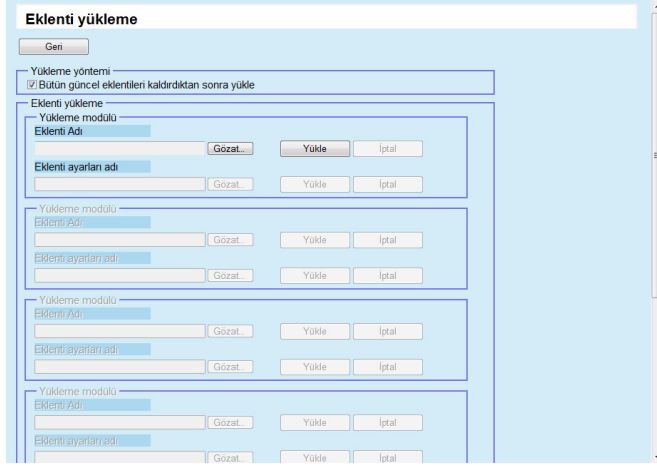 Eklenti yükleme
Geri
Yükleme yöntemi
Bütün güncel eklentileri kaldırdıktan sonra yükle
Eklenti yükleme
Yükleme modülü
Eklenti Adı
Gözat... Yükle İptal
Eklenti ayarları adı
Gözat... Yükle İptal
Yükleme modülü
Eklenti Adı
Gözat... Yükle İptal
Eklenti ayarları adı
Gözat... Yükle İptal
Yükleme modülü
Eklenti Adı
Gözat... Yükle İptal
Eklenti ayarları adı
Gözat... Yükle İptal
Yükleme modülü
Eklenti Adı
Gözat... Yükle İptal
Eklenti ayarları adı
Gözat... Yükle İptal